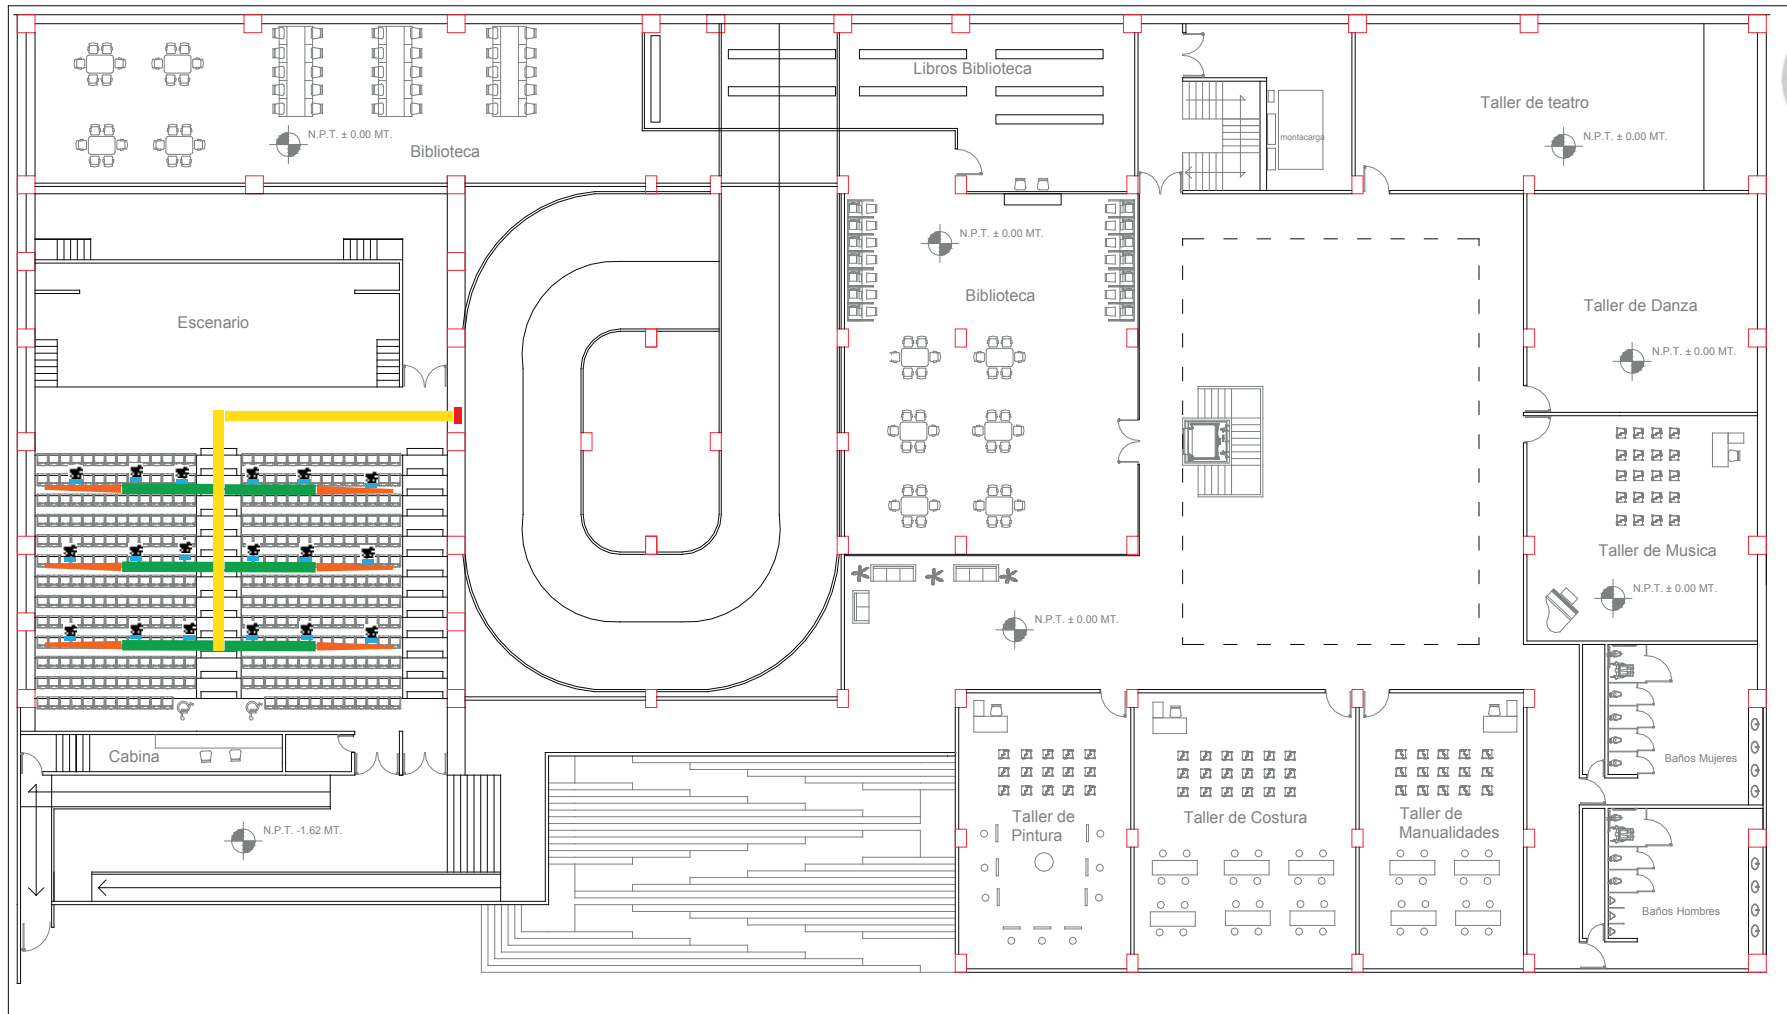 Libros Biblioteca
Taller de teatro
N.P.T. ± 0.00 MT.
N.P.T. ± 0.00 MT.
montacarga
Biblioteca
N.P.T. ± 0.00 MT.
Biblioteca
Taller de Danza
Escenario
N.P.T. ± 0.00 MT.
Taller de Musica
N.P.T. ± 0.00 MT.
N.P.T. ± 0.00 MT.
Cabina
Baños Mujeres
Taller de
Pintura
Taller de Costura
Taller de
Manualidades
N.P.T. -1.62 MT.
Baños Hombres